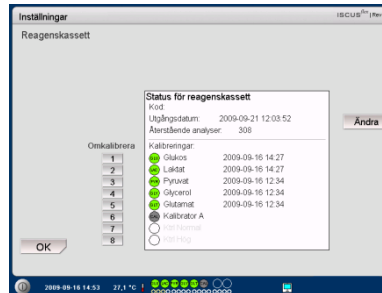 Inställningar
ISCUS flex | Rev
Reagenskassett
Status för reagenskassett
Kod:
Utgångsdatum: 2009-09-21 12:03:52
Återstående analyser: 308
Ändra
Omkalibrera
Kalibreringar:
1 Glukos 2009-09-16 14:27
2 Laktat 2009-09-16 14:27
3 Pyruvat 2009-09-16 12:34
4 Glycerol 2009-09-16 12:34
5 Glutamat 2009-09-16 12:34
6 Kalibrator A
7 Ktrl Normal
8 Ktrl Hög
OK
2009-09-16 14:53 27,1 °C !